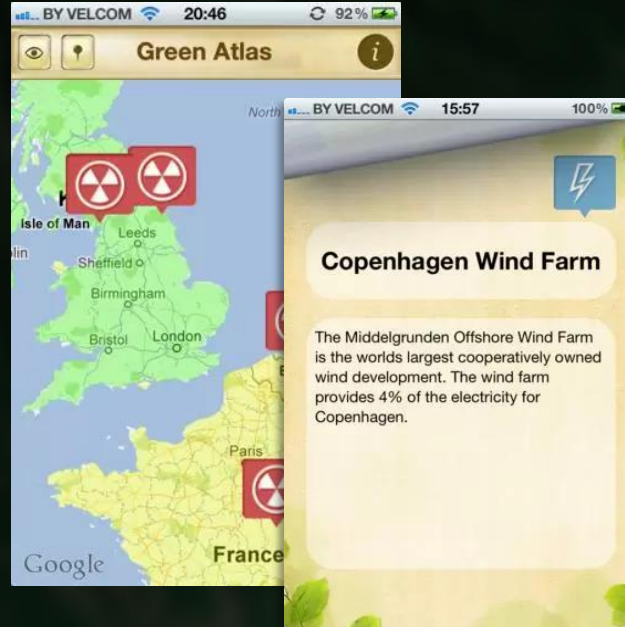 BY VELCOM 20:46 92%
Green Atlas
i
North
Isle of Man
Leeds
lin
Sheffield
Birmingham
Bristol
London
Paris
France
Google
BY VELCOM 15:57 100%
Copenhagen Wind Farm
The Middelgrunden Offshore Wind Farm
is the worlds largest cooperatively owned
wind development. The wind farm
provides 4% of the electricity for
Copenhagen.